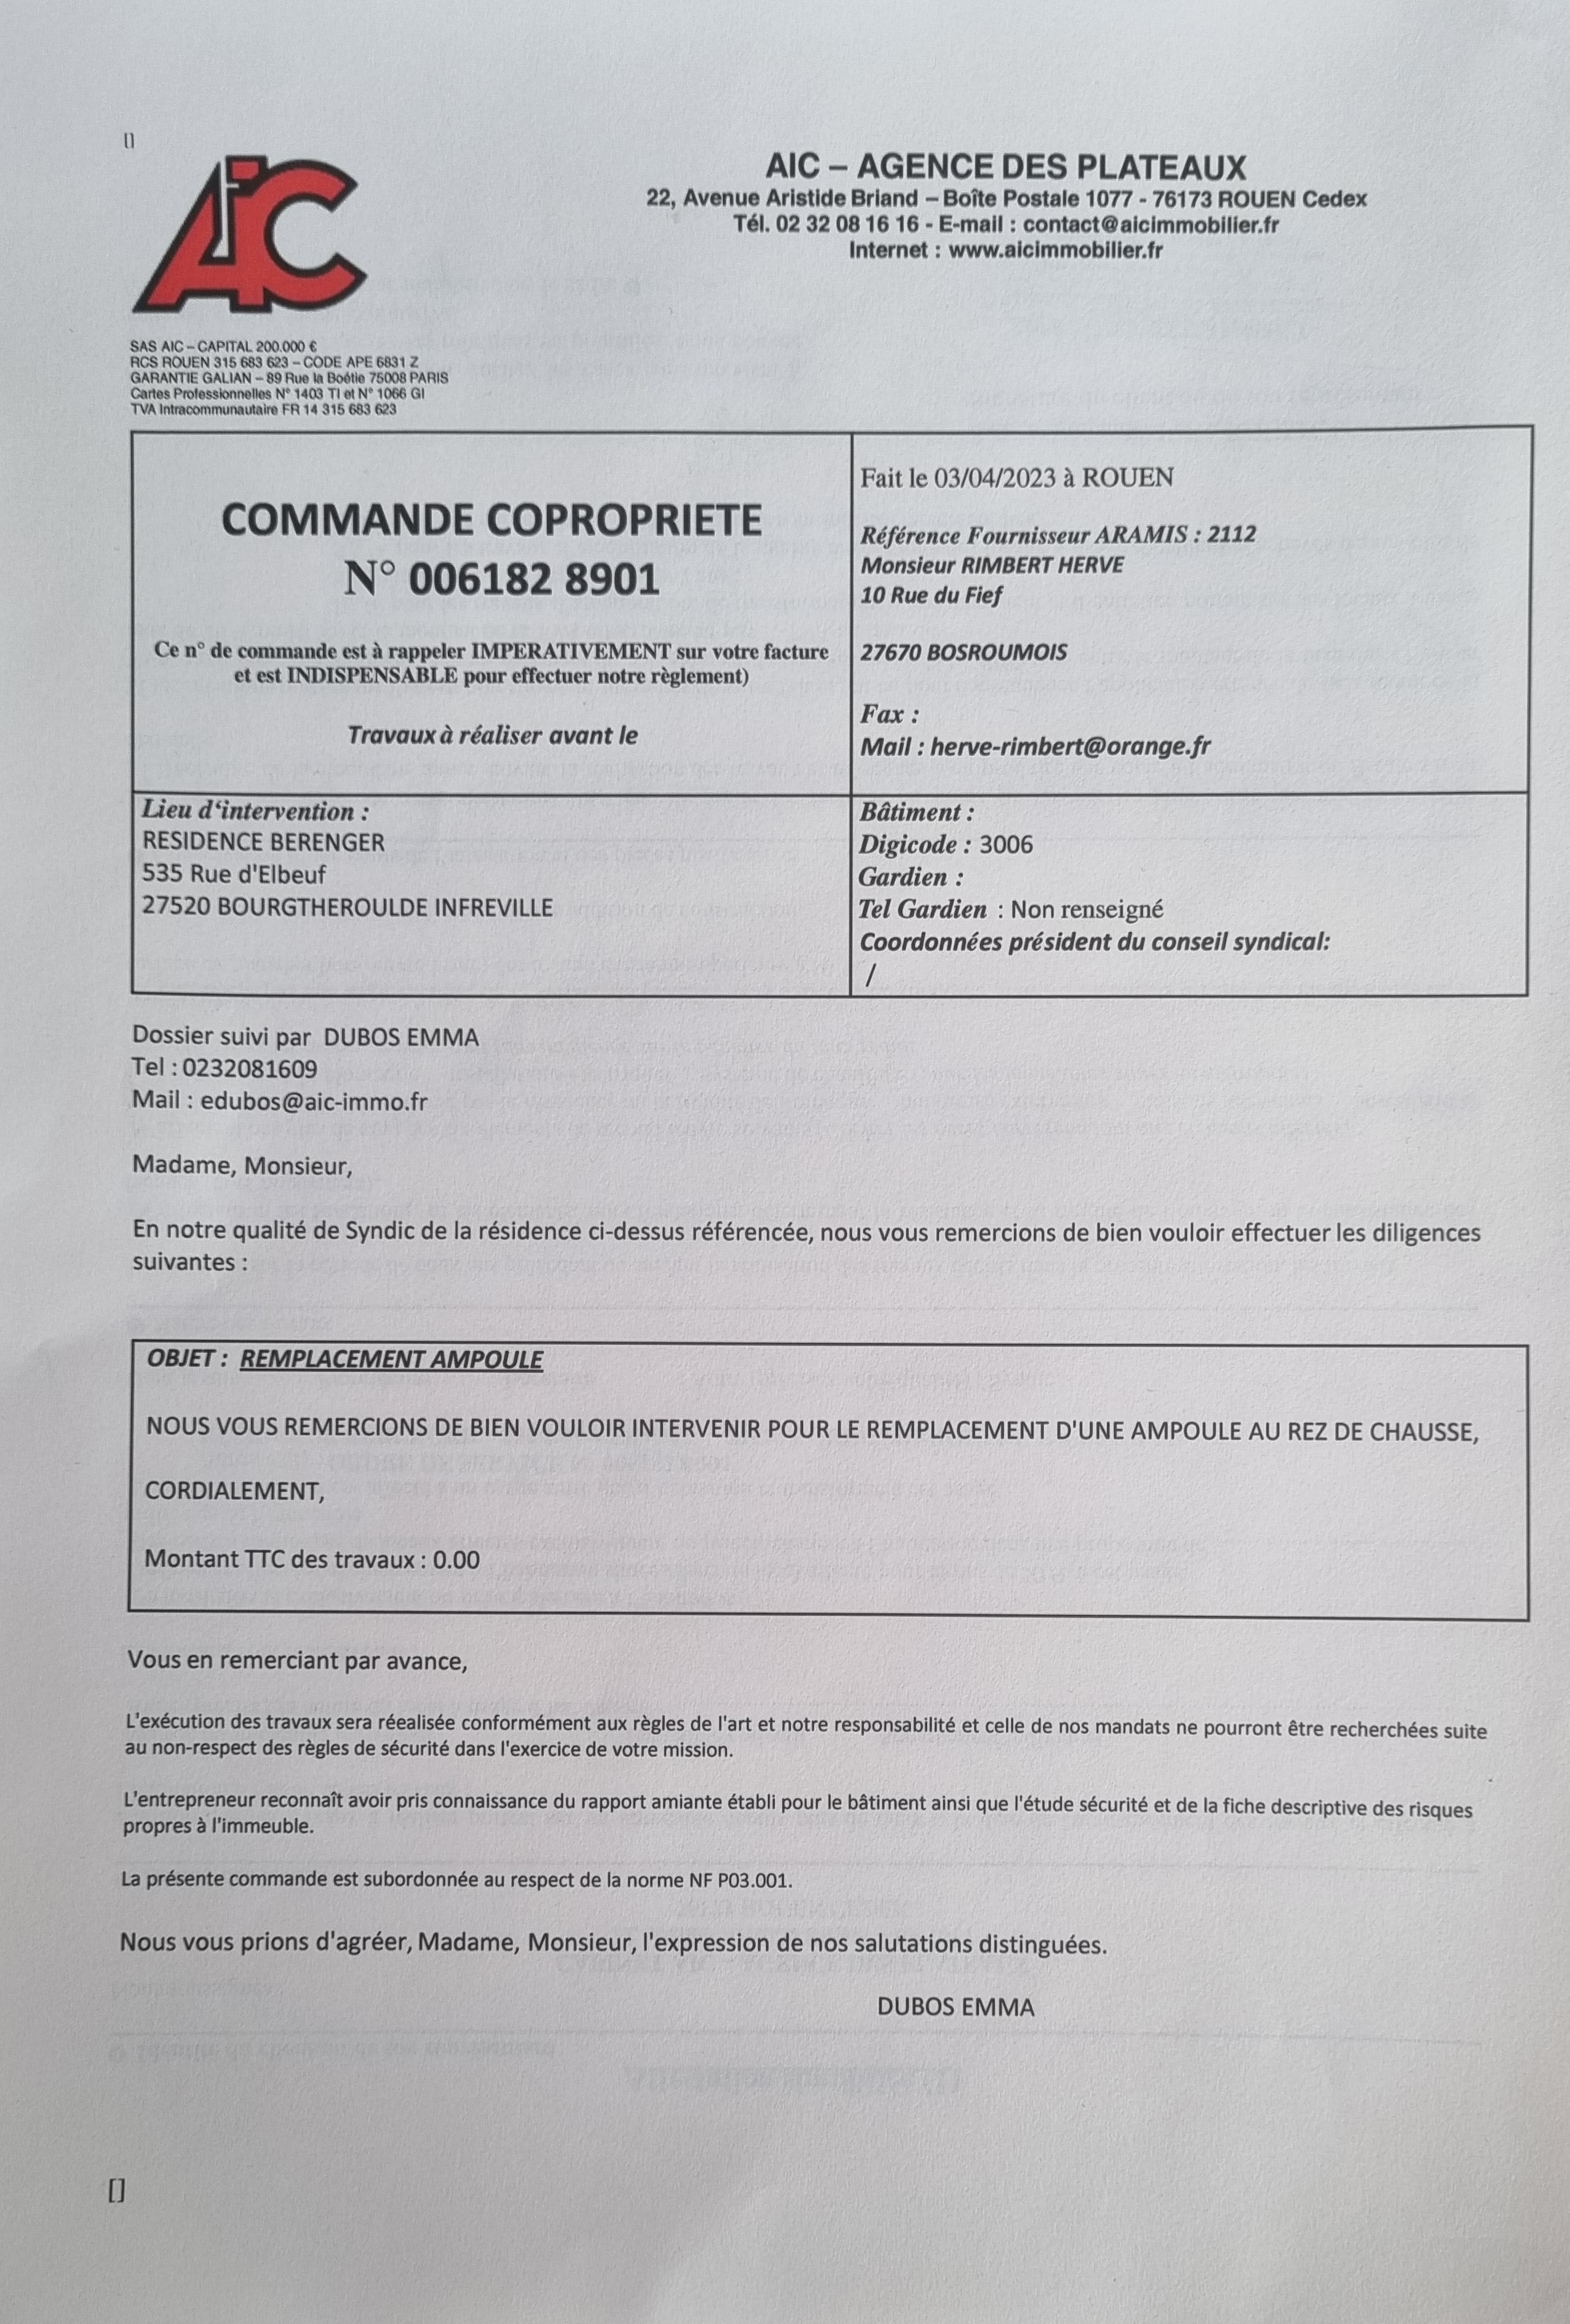 []
AIC
AIC – AGENCE DES PLATEAUX
22, Avenue Aristide Briand – Boîte Postale 1077 - 76173 ROUEN Cedex
Tél. 02 32 08 16 16 - E-mail : contact@aicimmobilier.fr
Internet : www.aicimmobilier.fr
SAS AIC – CAPITAL 200.000 €
RCS ROUEN 315 683 623 – CODE APE 6831 Z
GARANTIE GALIAN – 89 Rue la Boétie 75008 PARIS
Cartes Professionnelles N° 1403 TI et N° 1066 GI
TVA Intracommunautaire FR 14 315 683 623
COMMANDE COPROPRIETE
N° 006182 8901
Ce n° de commande est à rappeler IMPERATIVEMENT sur votre facture
et est INDISPENSABLE pour effectuer notre règlement)
Travaux à réaliser avant le
Fait le 03/04/2023 à ROUEN
Référence Fournisseur ARAMIS : 2112
Monsieur RIMBERT HERVE
10 Rue du Fief
27670 BOSROUMOIS
Fax :
Mail : herve-rimbert@orange.fr
Lieu d'intervention :
RESIDENCE BERENGER
535 Rue d'Elbeuf
27520 BOURGTHEROULDE INFREVILLE
Bâtiment :
Digicode : 3006
Gardien :
Tel Gardien : Non renseigné
Coordonnées président du conseil syndical:
/
Dossier suivi par DUBOS EMMA
Tel : 0232081609
Mail : edubos@aic-immo.fr
Madame, Monsieur,
En notre qualité de Syndic de la résidence ci-dessus référencée, nous vous remercions de bien vouloir effectuer les diligences
suivantes :
OBJET : REMPLACEMENT AMPOULE
NOUS VOUS REMERCIONS DE BIEN VOULOIR INTERVENIR POUR LE REMPLACEMENT D'UNE AMPOULE AU REZ DE CHAUSSE,
CORDIALEMENT,
Montant TTC des travaux : 0.00
Vous en remerciant par avance,
L'exécution des travaux sera réealisée conformément aux règles de l'art et notre responsabilité et celle de nos mandats ne pourront être recherchées suite
au non-respect des règles de sécurité dans l'exercice de votre mission.
L'entrepreneur reconnaît avoir pris connaissance du rapport amiante établi pour le bâtiment ainsi que l'étude sécurité et de la fiche descriptive des risques
propres à l'immeuble.
La présente commande est subordonnée au respect de la norme NF P03.001.
Nous vous prions d'agréer, Madame, Monsieur, l'expression de nos salutations distinguées.
DUBOS EMMA
[]